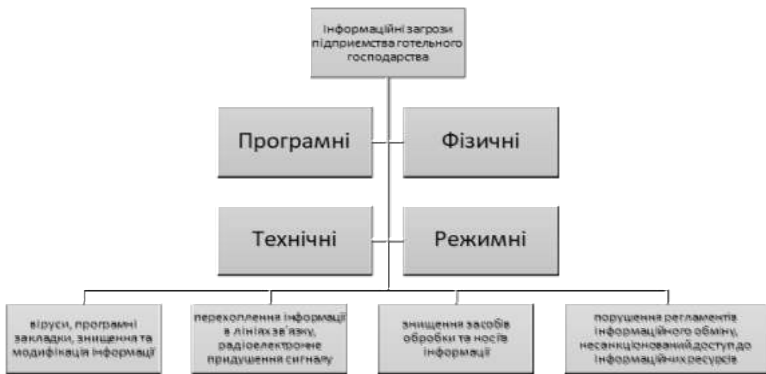 Інформаційні загрози
підприємства готельного
господарства
Програмні
Фізичні
Технічні
Режимні
віруси, програмні
закладки, знищення та
модифікація інформації
перехоплення інформації
в лініях зв'язку,
радіоелектронне
придушення сигналу
знищення засобів
обробки та носіїв
інформації
порушення регламентів
інформаційного обміну,
несанкціонований доступ до
інформаційних ресурсів